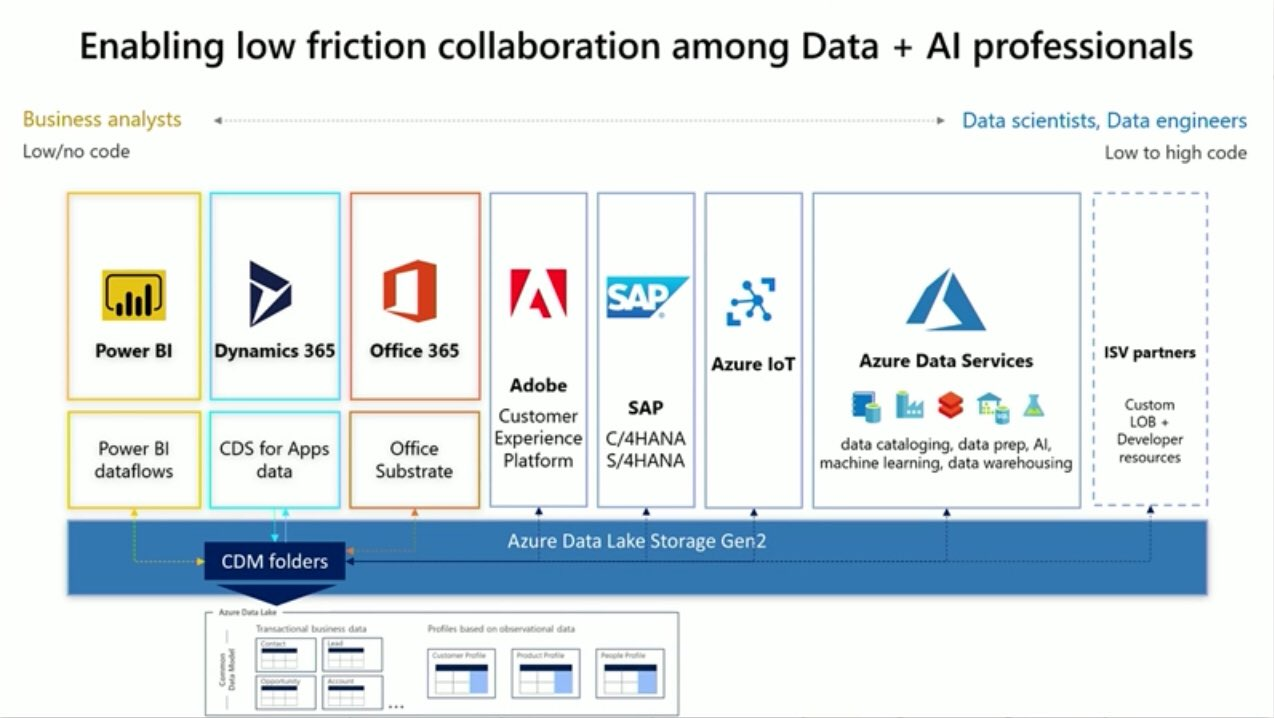 Enabling low friction collaboration among Data + AI professionals
Business analysts
Data scientists, Data engineers
Low/no code
Low to high code
Power BI
Dynamics 365
Office 365
Adobe
Customer
Experience
Platform
SAP
SAP
C/4HANA
S/4HANA
Azure IoT
Azure Data Services
data cataloging, data prep, AI,
machine learning, data warehousing
ISV partners
Custom
LOB +
Developer
resources
Power BI
dataflows
CDS for Apps
data
Office
Substrate
Azure Data Lake Storage Gen2
CDM folders
Azure Data Lake
Common
Data Model
Transactional business data
Profiles based on observational data
Contact
Lead
Opportunity
Account
...
Customer Profile
Product Profile
People Profile